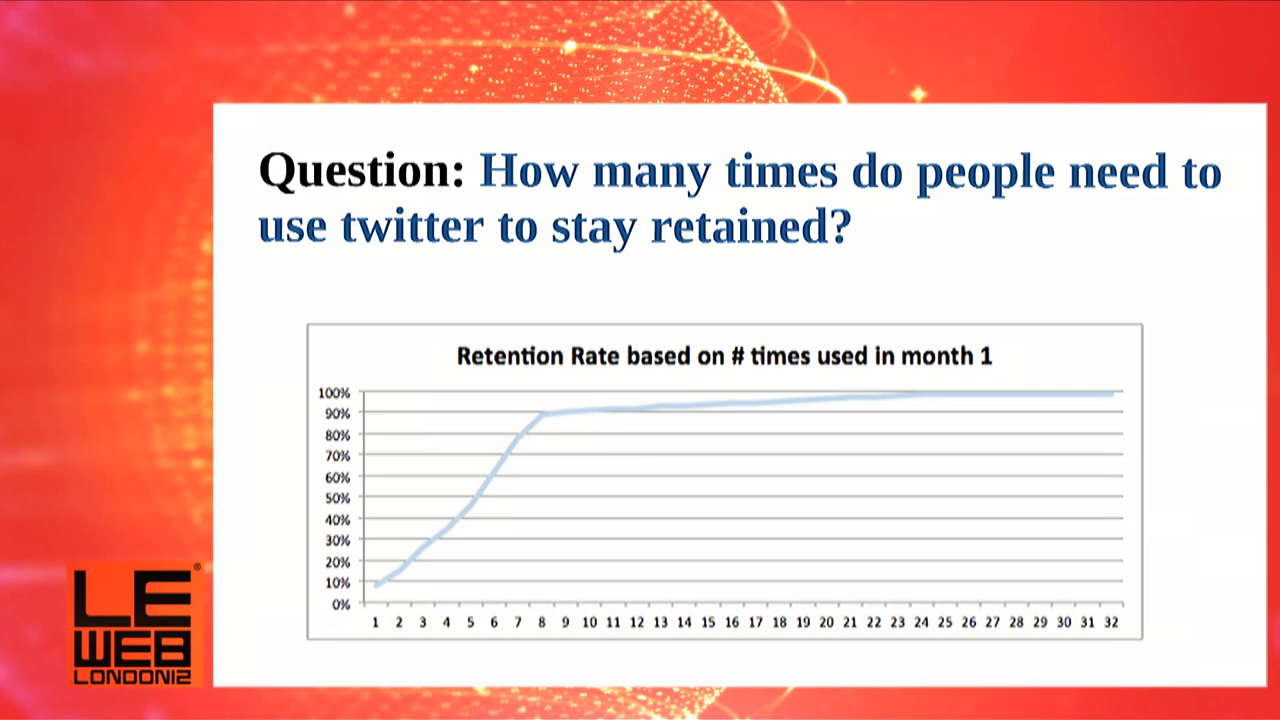 Question: How many times do people need to
use twitter to stay retained?
Retention Rate based on # times used in month 1
100%
90%
80%
70%
60%
50%
40%
30%
20%
10%
0%
1 2 3 4 5 6 7 8 9 10 11 12 13 14 15 16 17 18 19 20 21 22 23 24 25 26 27 28 29 30 31 32
LE®
WEB
LONDON12